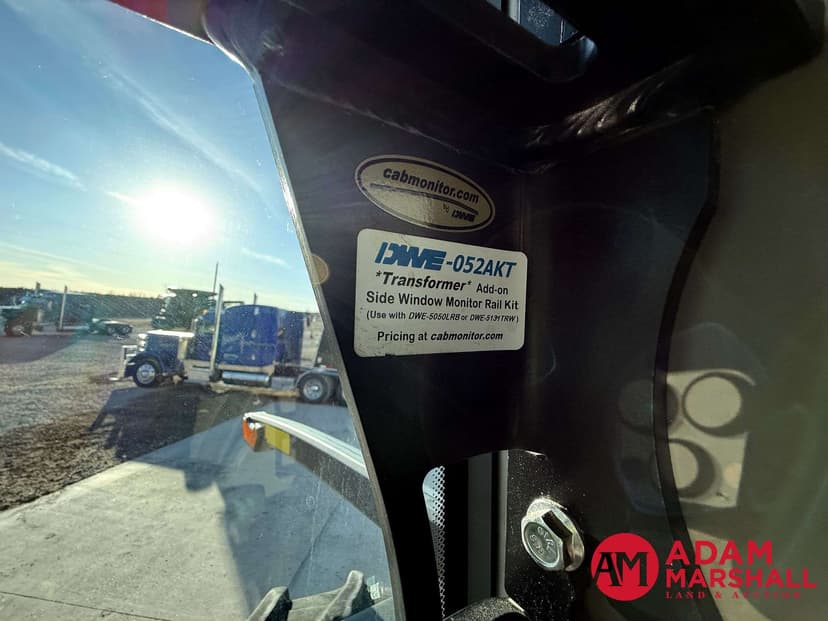 cabmonitor.com
by DWE
DWE-052AKT
*Transformer* Add-on
Side Window Monitor Rail Kit
(Use with DWE-5050LRB or DWE-5131TRW)
Pricing at cabmonitor.com
AM
ADAM
MARSHALL
LAND & AUCTION